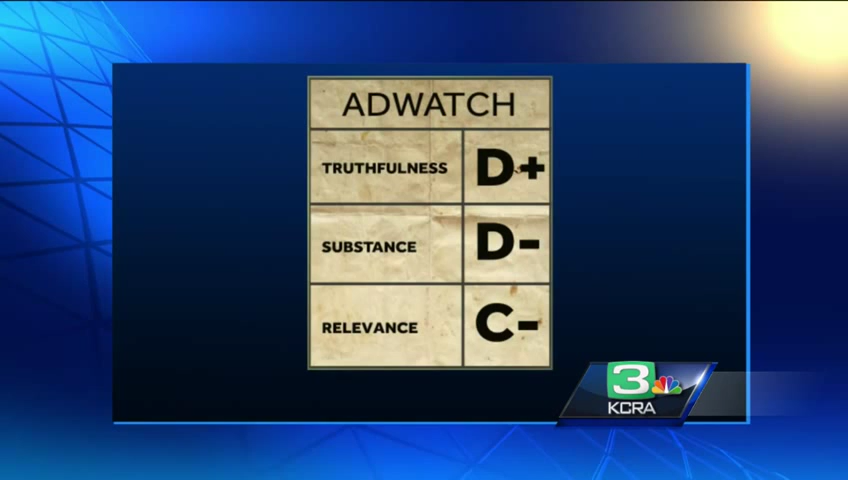 ADWATCH
TRUTHFULNESS D+
SUBSTANCE D-
RELEVANCE C-
3
KCRA